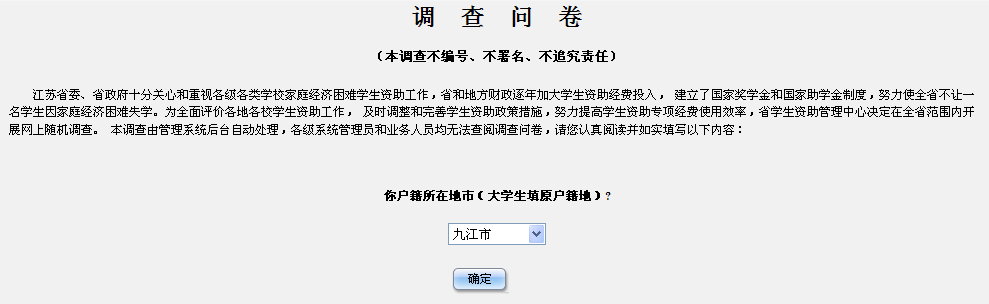 调 查 问 卷
（本调查不编号、不署名、不追究责任）
江苏省委、省政府十分关心和重视各级各类学校家庭经济困难学生资助工作，省和地方财政逐年加大学生资助经费投入， 建立了国家奖学金和国家助学金制度，努力使全省不让一
名学生因家庭经济困难失学。为全面评价各地各校学生资助工作， 及时调整和完善学生资助政策措施，努力提高学生资助专项经费使用效率，省学生资助管理中心决定在全省范围内开
展网上随机调查。 本调查由管理系统后台自动处理，各级系统管理员和业务人员均无法查阅调查问卷，请您认真阅读并如实填写以下内容：
你户籍所在地市（大学生填原户籍地）?
九江市
确定